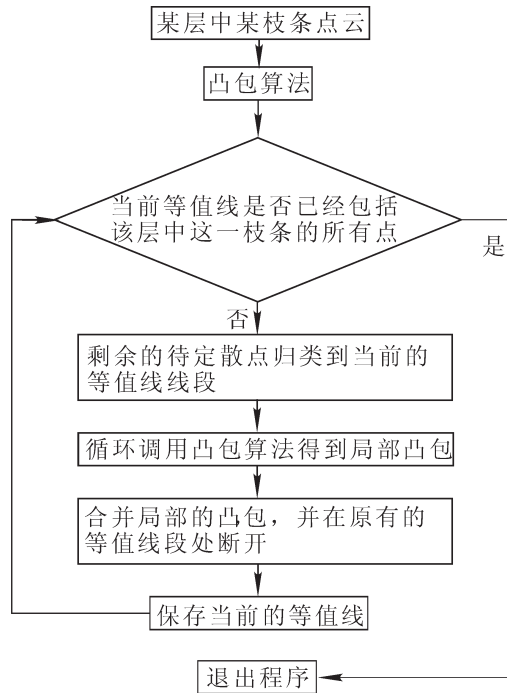 某层中某枝条点云
凸包算法
当前等值线是否已经包括
该层中这一枝条的所有点
是
否
剩余的待定散点归类到当前的
等值线线段
循环调用凸包算法得到局部凸包
合并局部的凸包，并在原有的
等值线段处断开
保存当前的等值线
退出程序